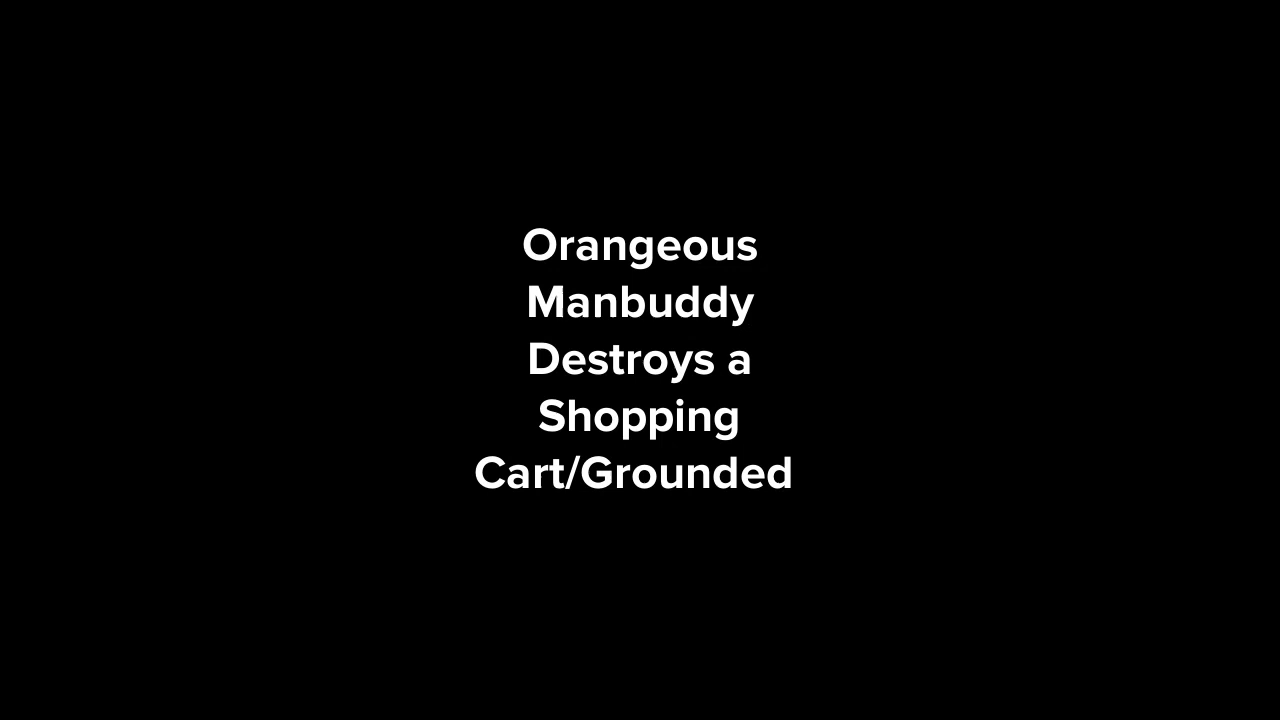 Orangeous
Manbuddy
Destroys a
Shopping
Cart/Grounded